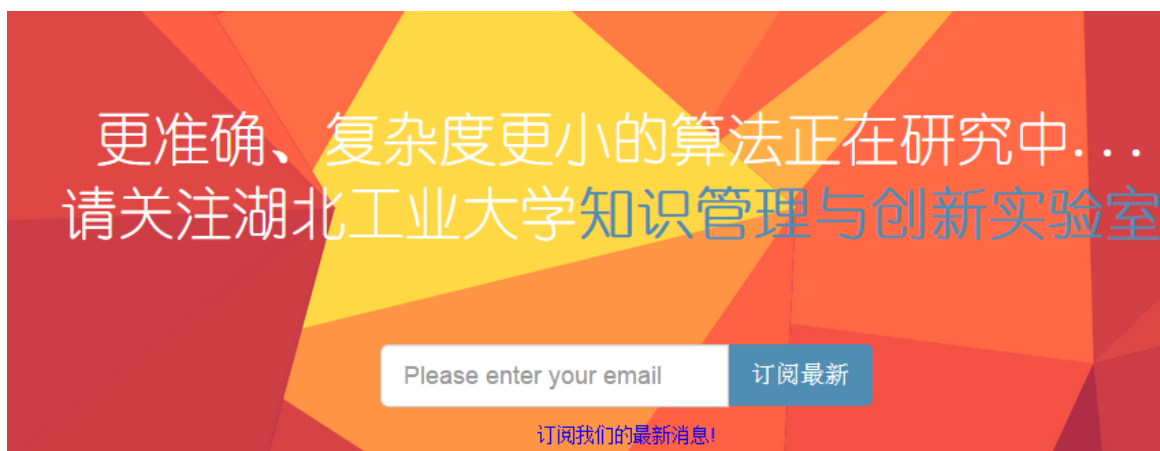 更准确、复杂度更小的算法正在研究中...
请关注湖北工业大学知识管理与创新实验室
Please enter your email 订阅最新
订阅我们的最新消息!